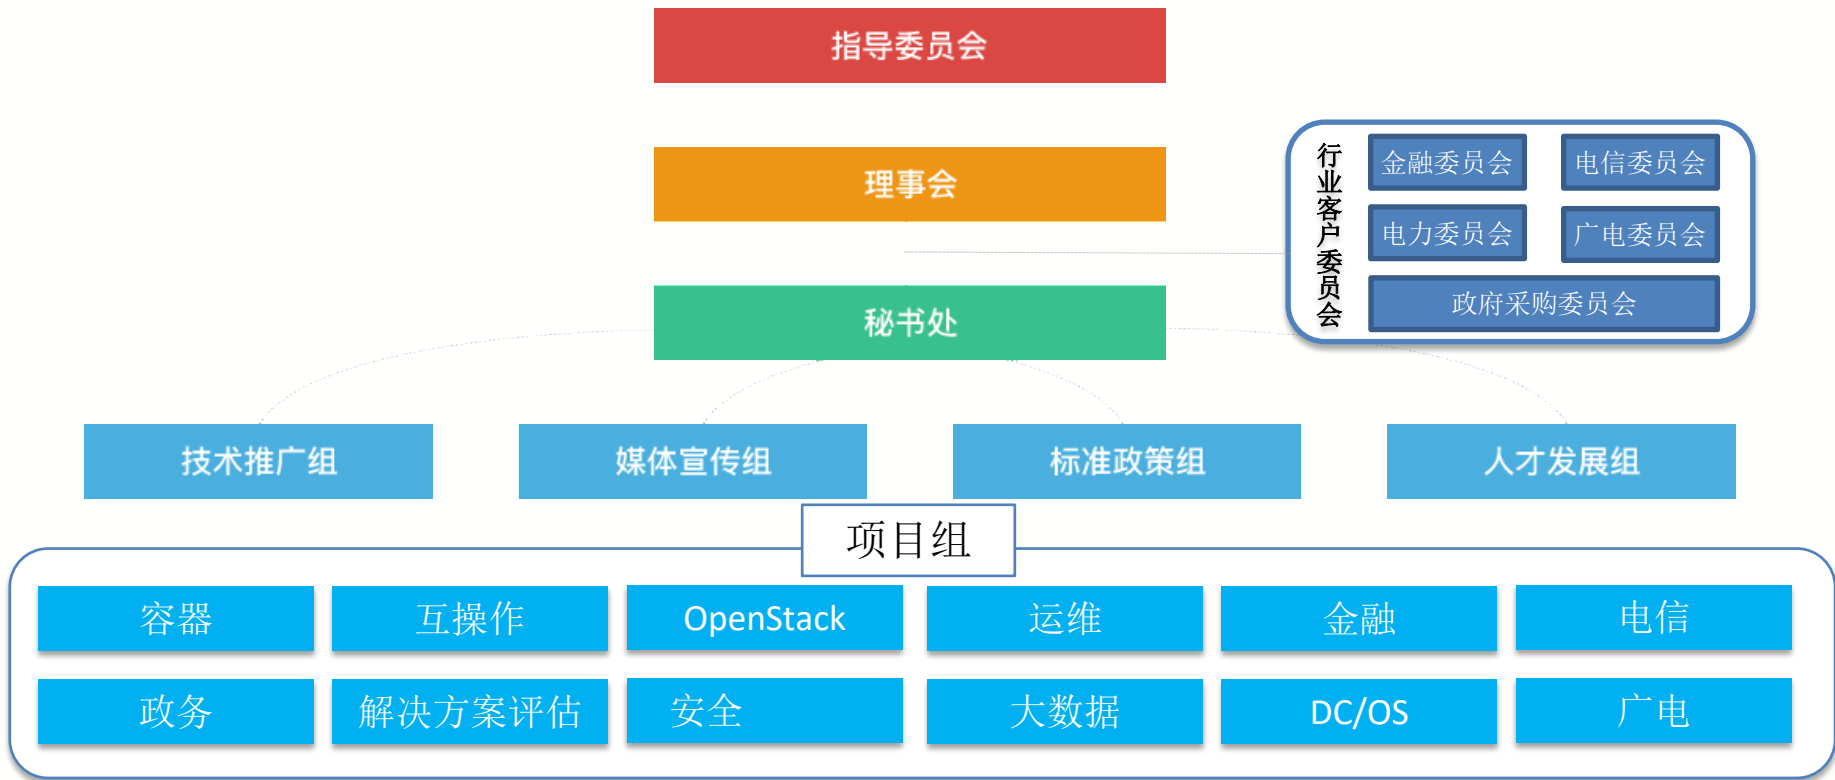 指导委员会
理事会
行业客户委员会
金融委员会
电信委员会
电力委员会
广电委员会
政府采购委员会
秘书处
技术推广组
媒体宣传组
标准政策组
人才发展组
项目组
容器
互操作
OpenStack
运维
金融
电信
政务
解决方案评估
安全
大数据
DC/OS
广电